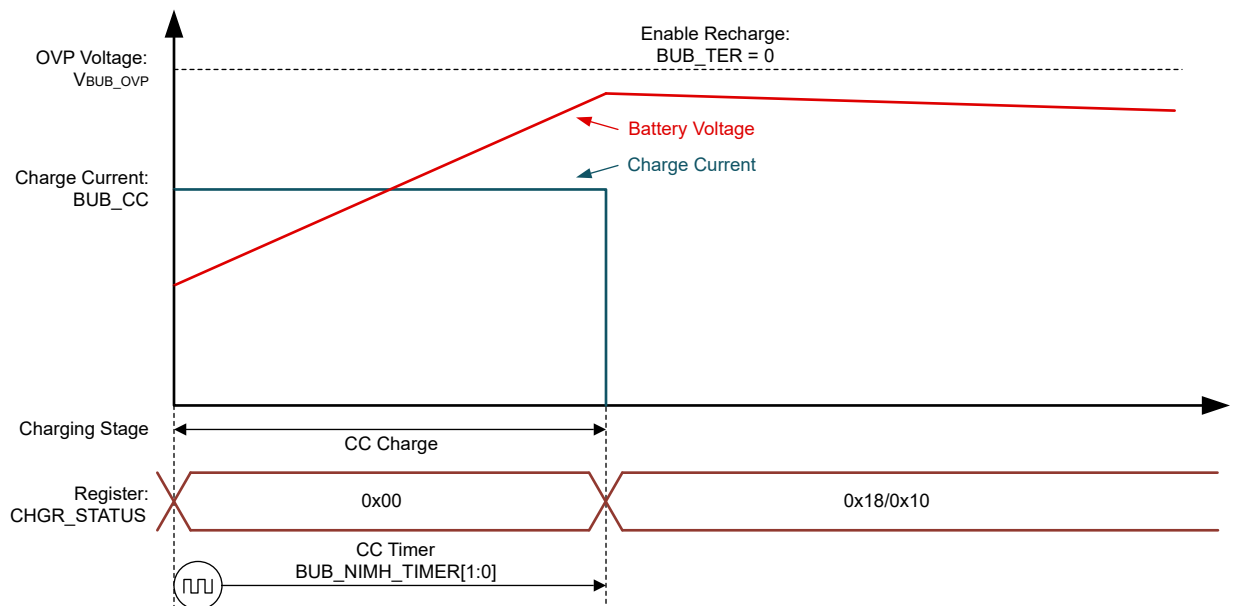 Enable Recharge:
BUB_TER = 0
OVP Voltage:
VBUB_OVP
Battery Voltage
Charge Current
Charge Current:
BUB_CC
Charging Stage
CC Charge
Register:
CHGR_STATUS
0x00
0x18/0x10
CC Timer
BUB_NIMH_TIMER[1:0]